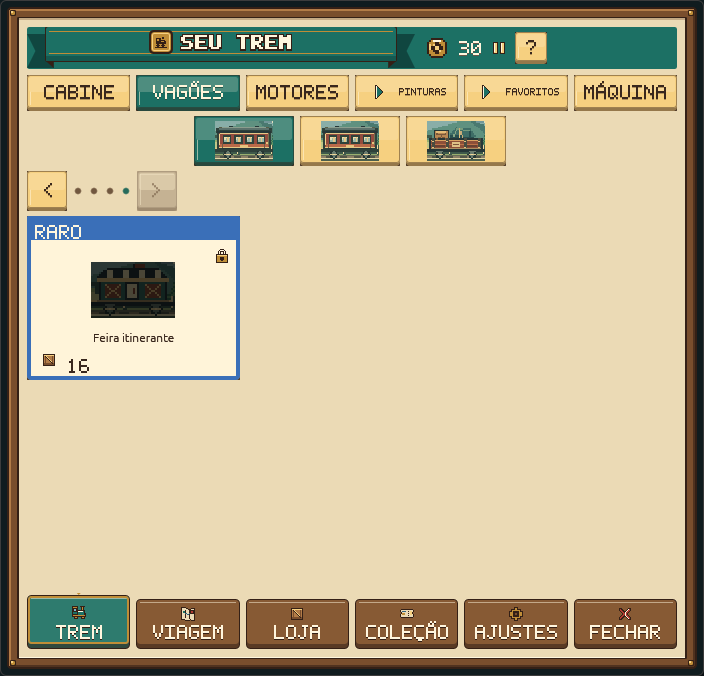 SEU TREM
30
?
CABINE
VAGÕES
MOTORES
PINTURAS
FAVORITOS
MÁQUINA
RARO
Feira itinerante
16
TREM
VIAGEM
LOJA
COLEÇÃO
AJUSTES
FECHAR